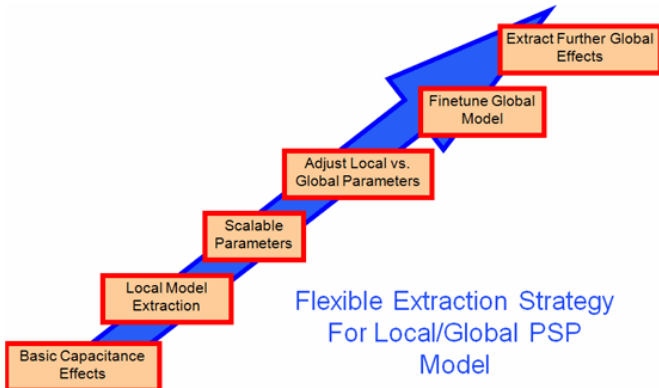 Extract Further Global
Effects
Finetune Global
Model
Adjust Local vs.
Global Parameters
Scalable
Parameters
Local Model
Extraction
Basic Capacitance
Effects
Flexible Extraction Strategy
For Local/Global PSP
Model